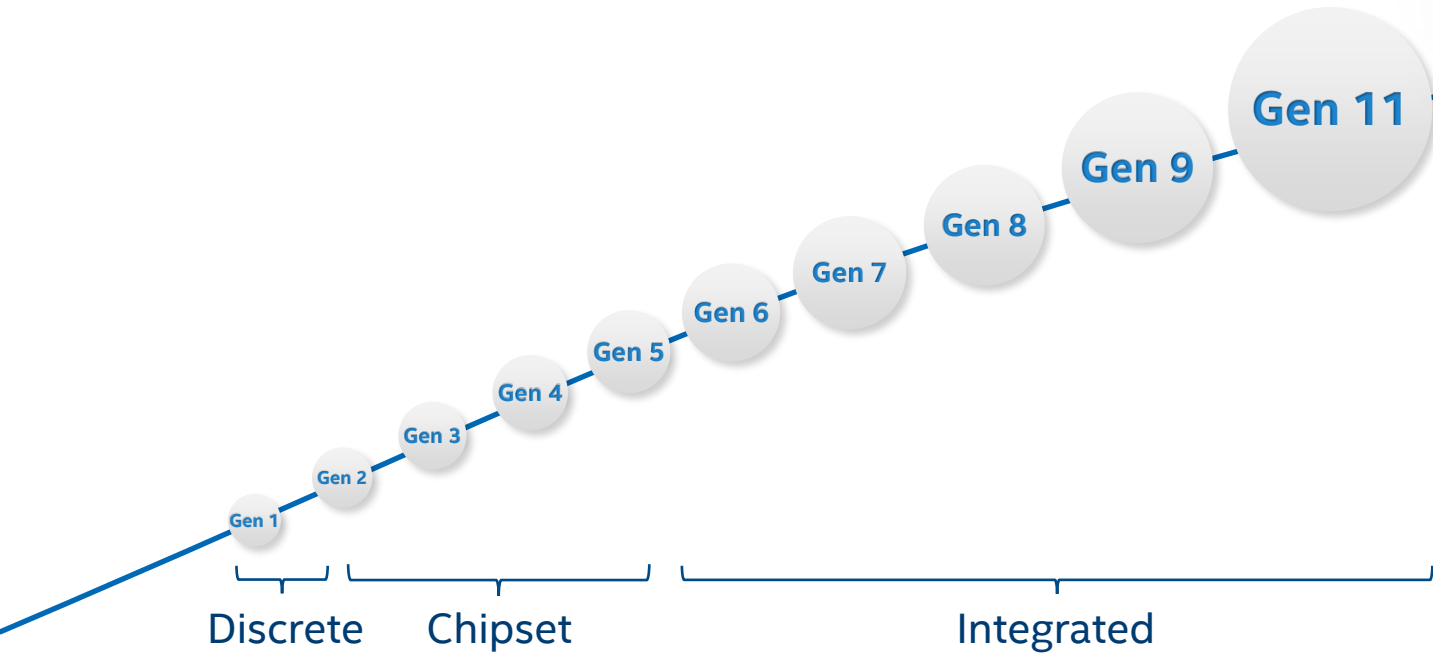 Gen 1
Gen 2
Gen 3
Gen 4
Gen 5
Gen 6
Gen 7
Gen 8
Gen 9
Gen 11
Discrete
Chipset
Integrated